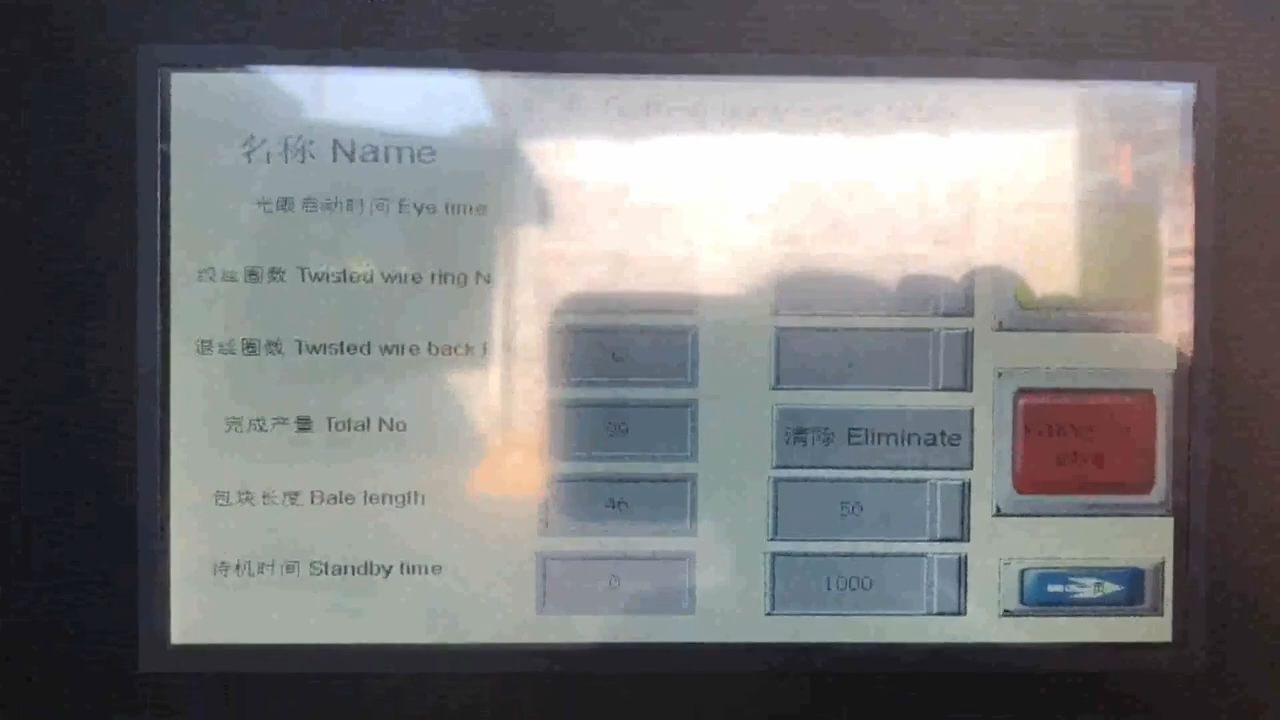 名称 Name
光眼启动时间 Eye time
绞丝圈数 Twisted wire ring N
退丝圈数 Twisted wire back
完成产量 Total No 99 清除 Eliminate
包块长度 Bale length 46 50
待机时间 Standby time 0 1000